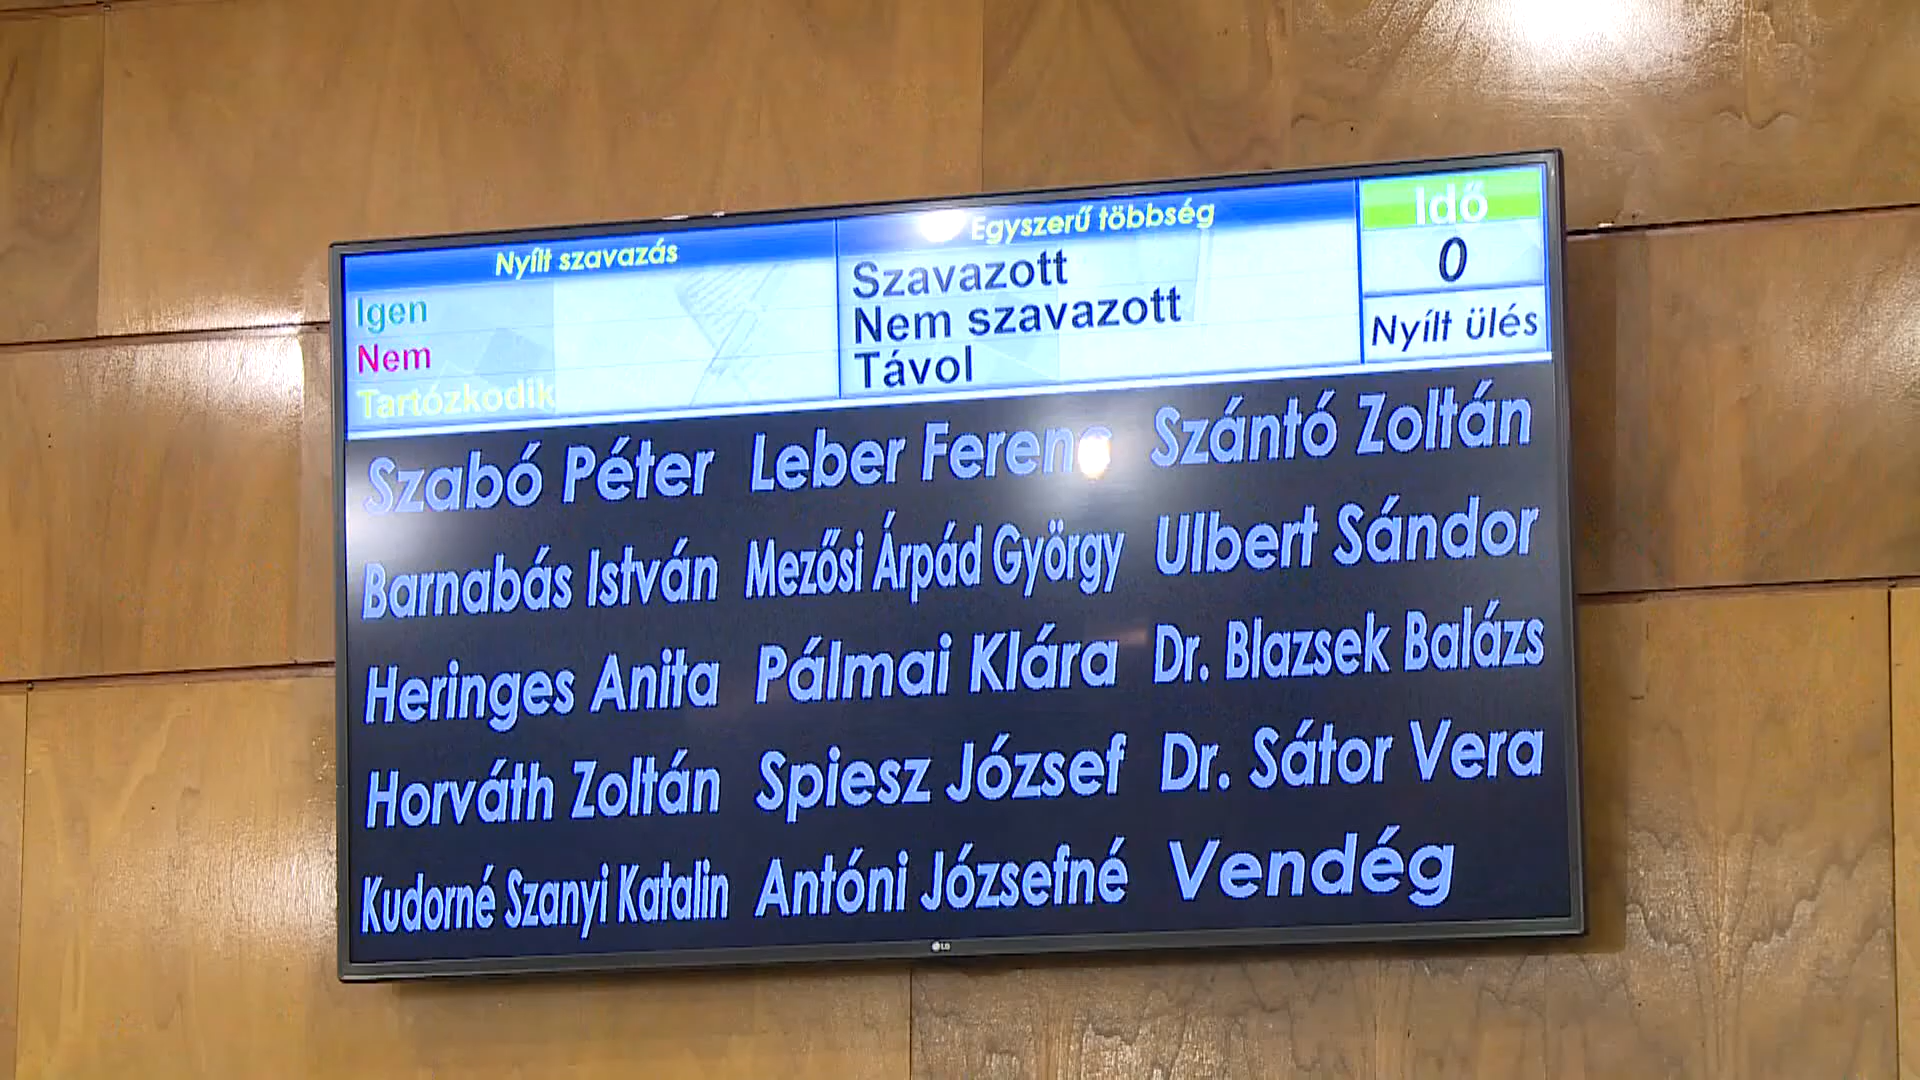 Nyílt szavazás
Igen
Nem
Tartózkodik
Egyszerű többség
Szavazott
Nem szavazott
Távol
Idő
0
Nyílt ülés
Szabó Péter
Leber Ferenc
Szántó Zoltán
Barnabás István
Mezősi Árpád György
Ulbert Sándor
Heringes Anita
Pálmai Klára
Dr. Blazsek Balázs
Horváth Zoltán
Spiesz József
Dr. Sátor Vera
Kudorné Szanyi Katalin
Antóni Józsefné
Vendég
LG